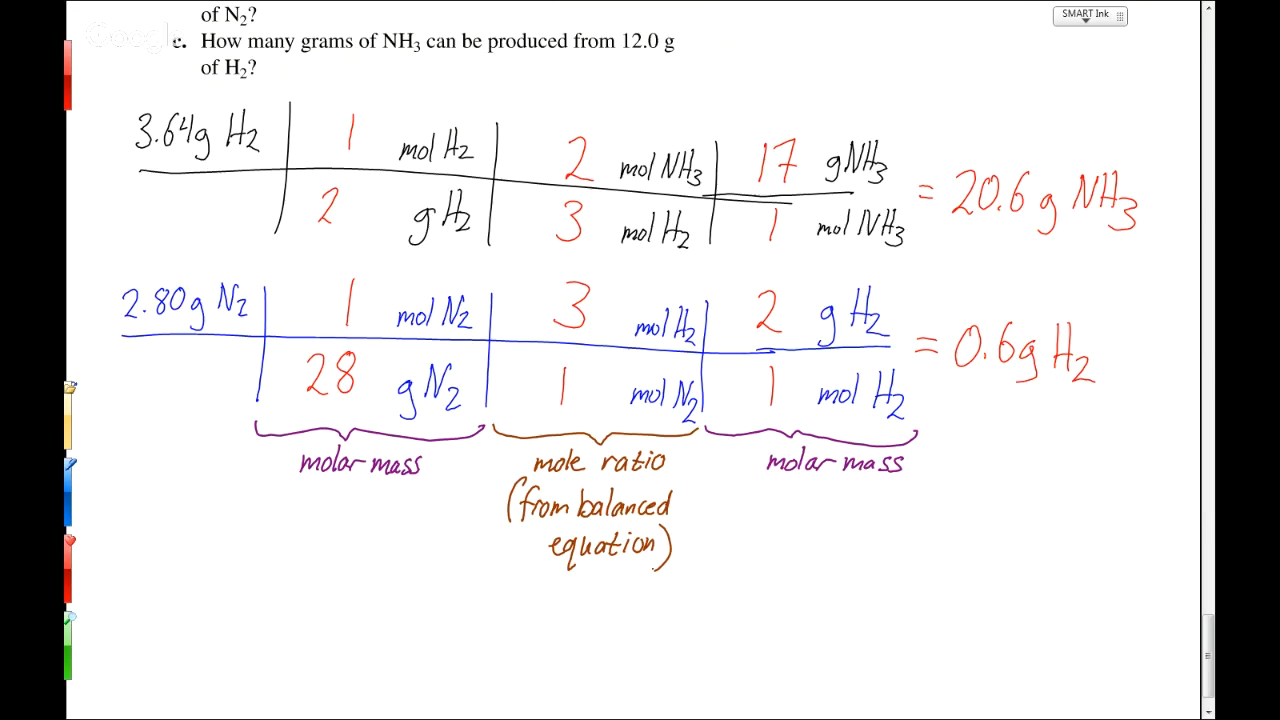 of N₂?
SMART Ink
Google
c. How many grams of NH₃ can be produced from 12.0 g
of H₂?
3.64g H₂ 1 mol H₂ 2 mol NH₃ 17 g NH₃
= 20.6 g NH₃
2 g H₂ 3 mol H₂ 1 mol NH₃
2.80g N₂ 1 mol N₂ 3 mol H₂ 2 g H₂
= 0.6g H₂
28 g N₂ 1 mol N₂ 1 mol H₂
molar mass mole ratio molar mass
(from balanced
equation)